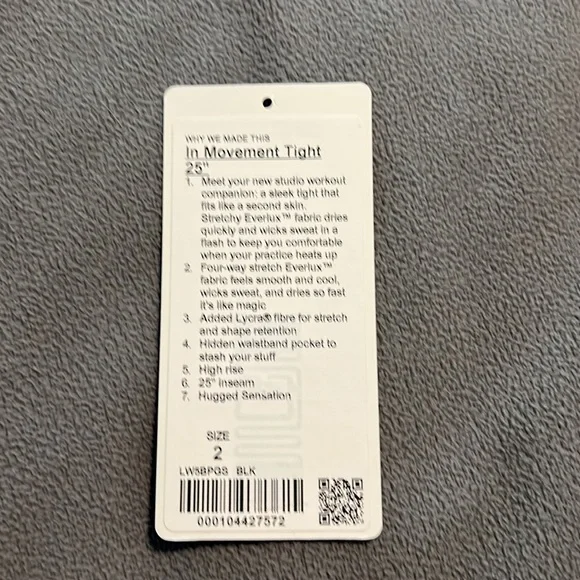 WHY WE MADE THIS
In Movement Tight
25"
1. Meet your new studio workout
companion: a sleek tight that
fits like a second skin.
Stretchy Everlux™ fabric dries
quickly and wicks sweat in a
flash to keep you comfortable
when your practice heats up
2. Four-way stretch Everlux™
fabric feels smooth and cool,
wicks sweat, and dries so fast
it's like magic
3. Added Lycra® fibre for stretch
and shape retention
4. Hidden waistband pocket to
stash your stuff
5. High rise
6. 25" inseam
7. Hugged Sensation
SIZE
2
LW5BPGS BLK
000104427572